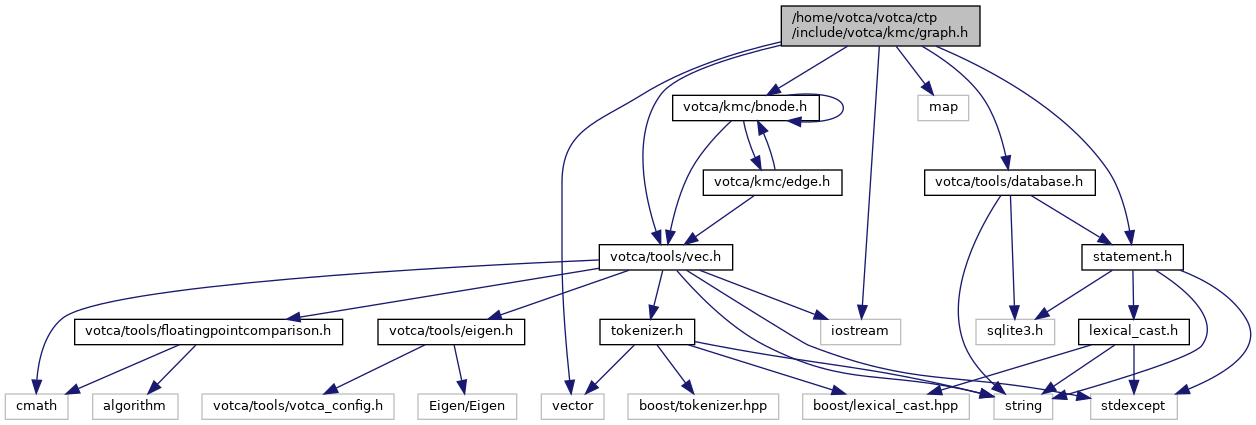 /home/votca/votca/ctp
/include/votca/kmc/graph.h
votca/kmc/bnode.h
map
votca/kmc/edge.h
votca/tools/database.h
votca/tools/vec.h
statement.h
votca/tools/floatingpointcomparison.h
votca/tools/eigen.h
tokenizer.h
iostream
sqlite3.h
lexical_cast.h
cmath
algorithm
votca/tools/votca_config.h
Eigen/Eigen
vector
boost/tokenizer.hpp
boost/lexical_cast.hpp
string
stdexcept